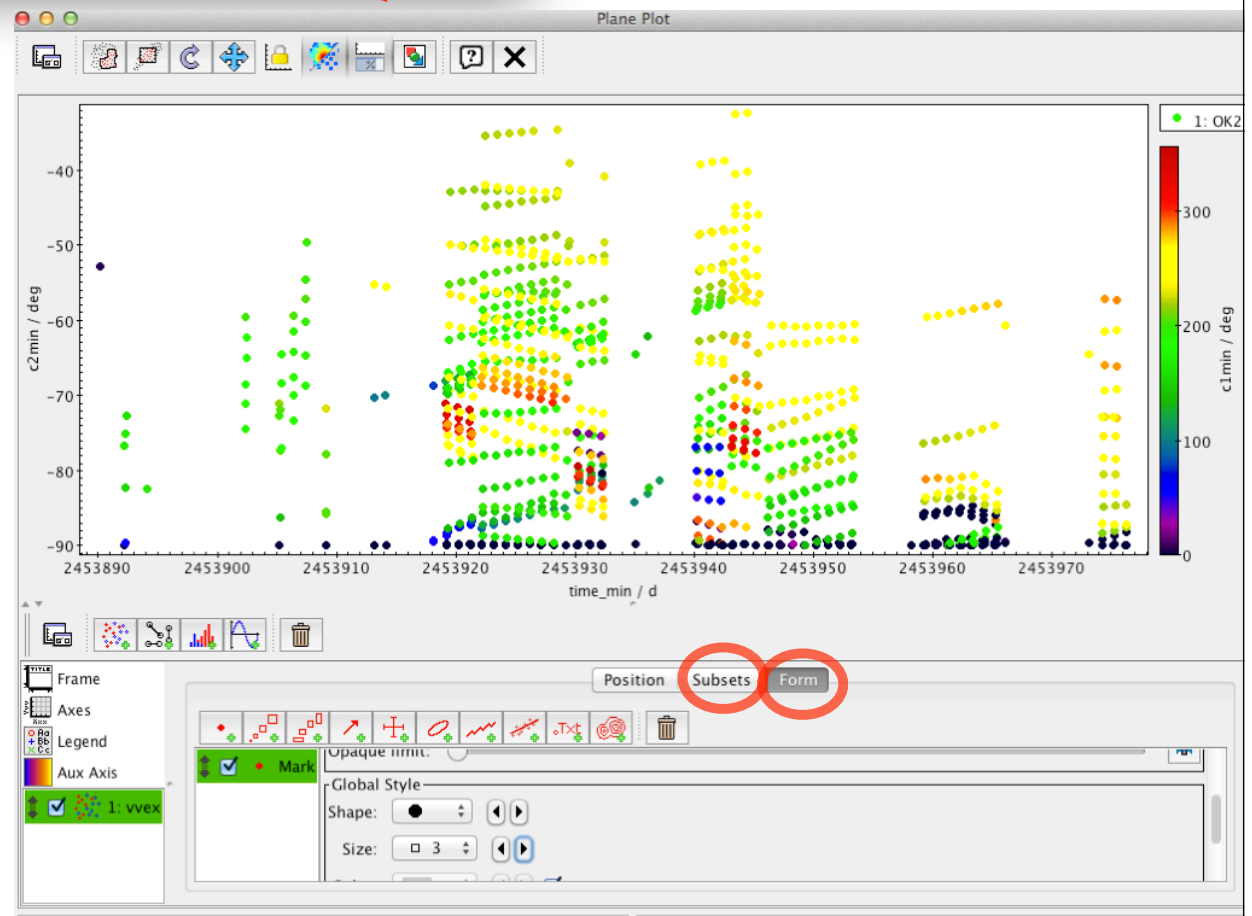 Plane Plot
1: OK2
-40
-50
-60
-70
-80
-90
c2min / deg
300
200
100
0
c1min / deg
2453890 2453900 2453910 2453920 2453930 2453940 2453950 2453960 2453970
time_min / d
Frame
Axes
Legend
Aux Axis
1: vvex
Position Subsets Form
Mark
Opaque limit:
Global Style
Shape:
Size: 3